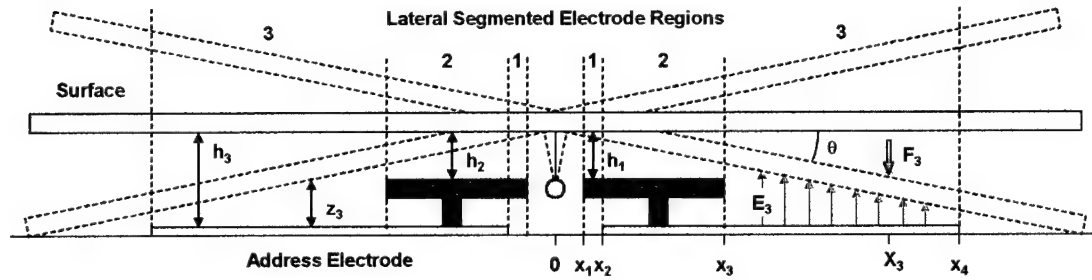 Lateral Segmented Electrode Regions
3 2 1 1 2 3
Surface
h₃ h₂ h₁ θ F₃
z₃ E₃
Address Electrode 0 x₁ x₂ x₃ X₃ x₄